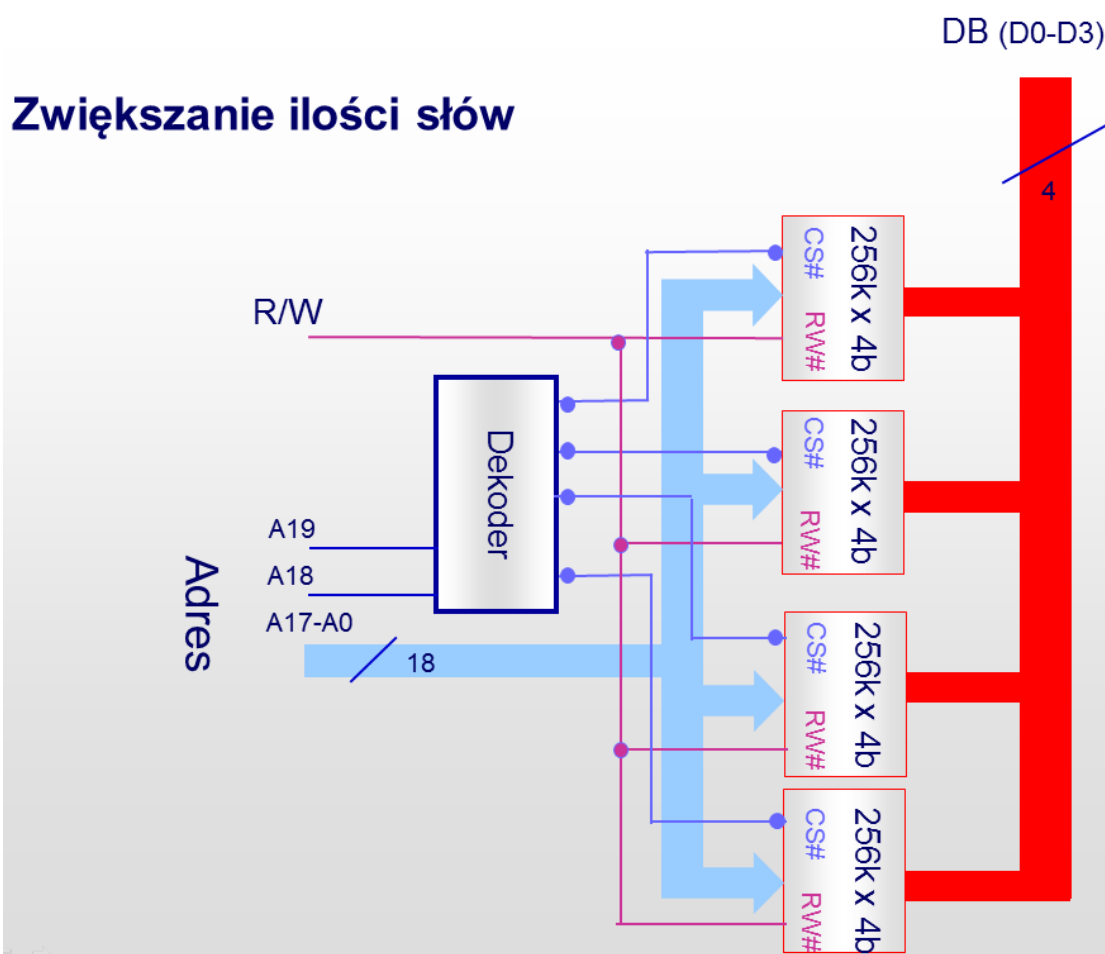 DB (D0-D3)
Zwiększanie ilości słów
4
R/W
CS#
RW#
256k x 4b
Dekoder
CS#
RW#
256k x 4b
A19
A18
A17-A0
Adres
18
CS#
RW#
256k x 4b
CS#
RW#
256k x 4b